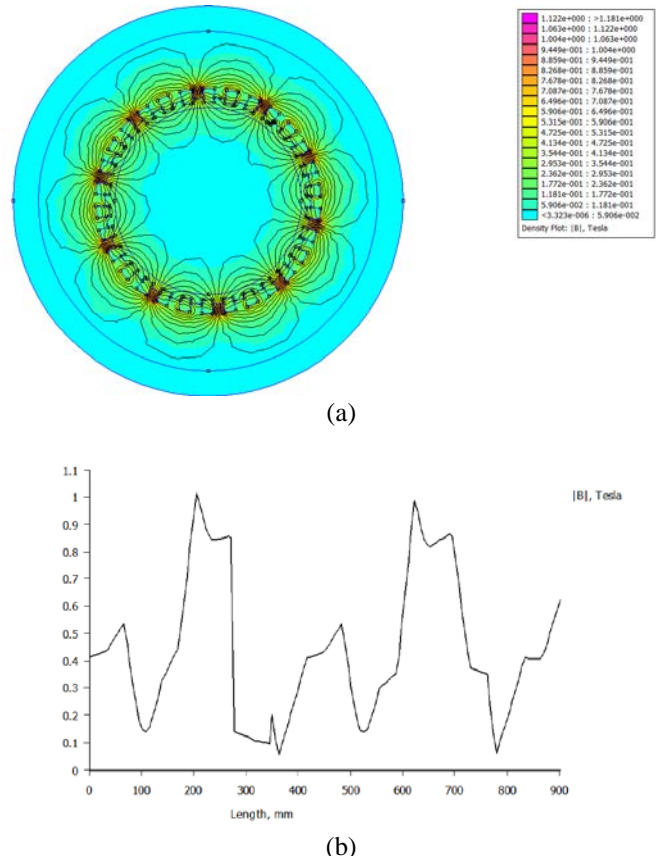 1.122e+000 : >1.181e+000
1.063e+000 : 1.122e+000
1.004e+000 : 1.063e+000
9.449e-001 : 1.004e+000
8.859e-001 : 9.449e-001
8.268e-001 : 8.859e-001
7.678e-001 : 8.268e-001
7.087e-001 : 7.678e-001
6.496e-001 : 7.087e-001
5.906e-001 : 6.496e-001
5.315e-001 : 5.906e-001
4.725e-001 : 5.315e-001
4.134e-001 : 4.725e-001
3.544e-001 : 4.134e-001
2.953e-001 : 3.544e-001
2.362e-001 : 2.953e-001
1.772e-001 : 2.362e-001
1.181e-001 : 1.772e-001
5.906e-002 : 1.181e-001
<3.323e-006 : 5.906e-002
Density Plot: |B|, Tesla
(a)
1.1
1
0.9
0.8
0.7
0.6
0.5
0.4
0.3
0.2
0.1
0
|B|, Tesla
0 100 200 300 400 500 600 700 800 900
Length, mm
(b)